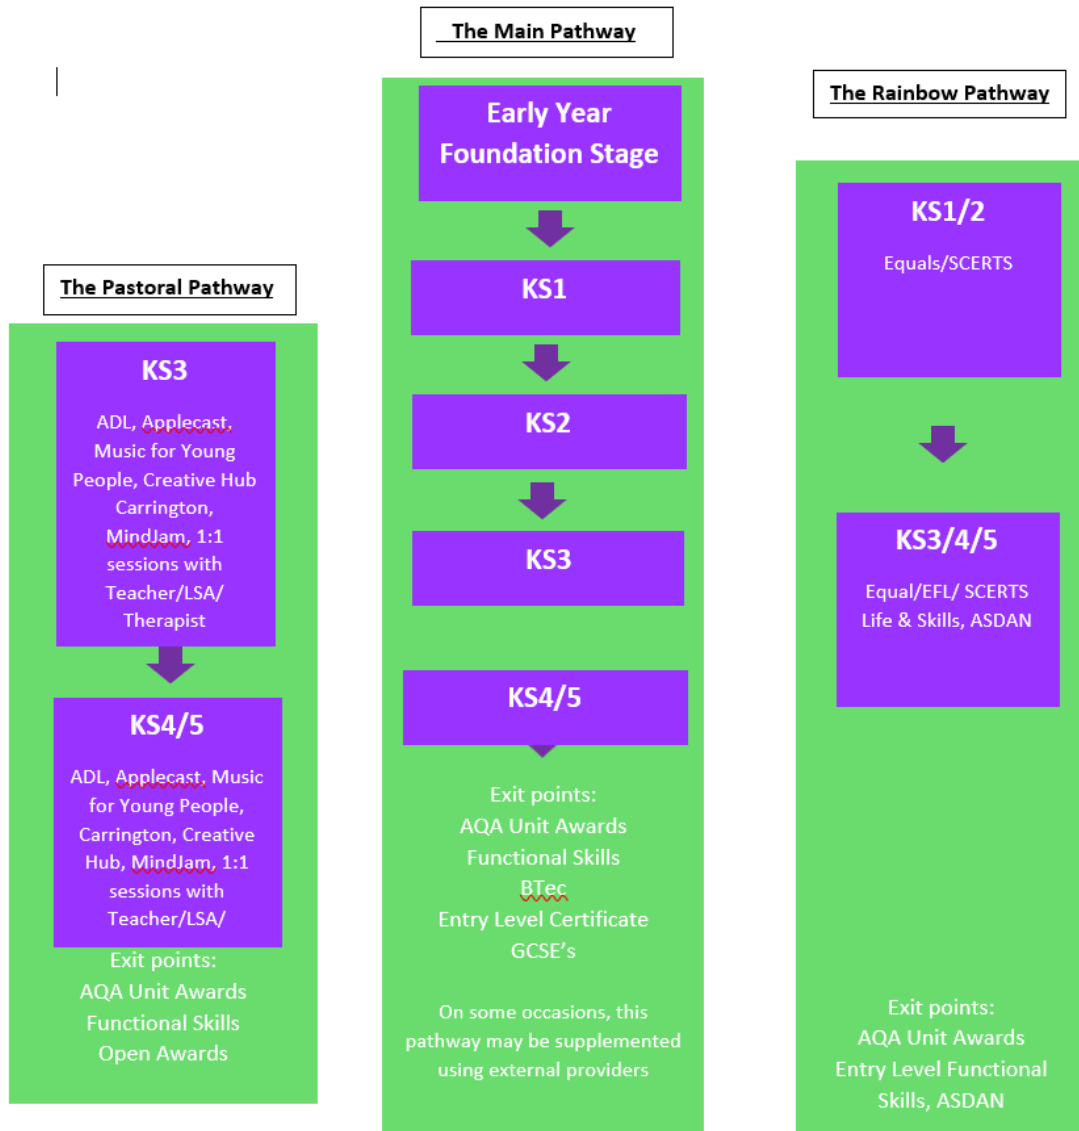 The Main Pathway
Early Year
Foundation Stage
KS1
KS2
KS3
KS4/5
Exit points:
AQA Unit Awards
Functional Skills
BTec
Entry Level Certificate
GCSE’s
On some occasions, this
pathway may be supplemented
using external providers
The Pastoral Pathway
KS3
ADL, Applecast,
Music for Young
People, Creative Hub
Carrington,
MindJam, 1:1
sessions with
Teacher/LSA/
Therapist
KS4/5
ADL, Applecast, Music
for Young People,
Carrington, Creative
Hub, MindJam, 1:1
sessions with
Teacher/LSA/
Exit points:
AQA Unit Awards
Functional Skills
Open Awards
The Rainbow Pathway
KS1/2
Equals/SCERTS
KS3/4/5
Equal/EFL/ SCERTS
Life & Skills, ASDAN
Exit points:
AQA Unit Awards
Entry Level Functional
Skills, ASDAN